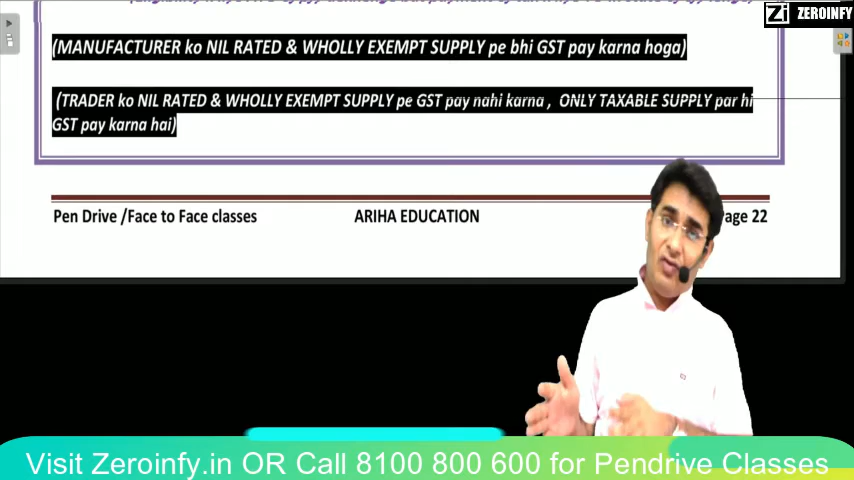 Zi ZEROINFY
(MANUFACTURER ko NIL RATED & WHOLLY EXEMPT SUPPLY pe bhi GST pay karna hoga)
(TRADER ko NIL RATED & WHOLLY EXEMPT SUPPLY pe GST pay nahi karna , ONLY TAXABLE SUPPLY par hi
GST pay karna hai)
Pen Drive /Face to Face classes ARIHA EDUCATION Page 22
Visit Zeroinfy.in OR Call 8100 800 600 for Pendrive Classes